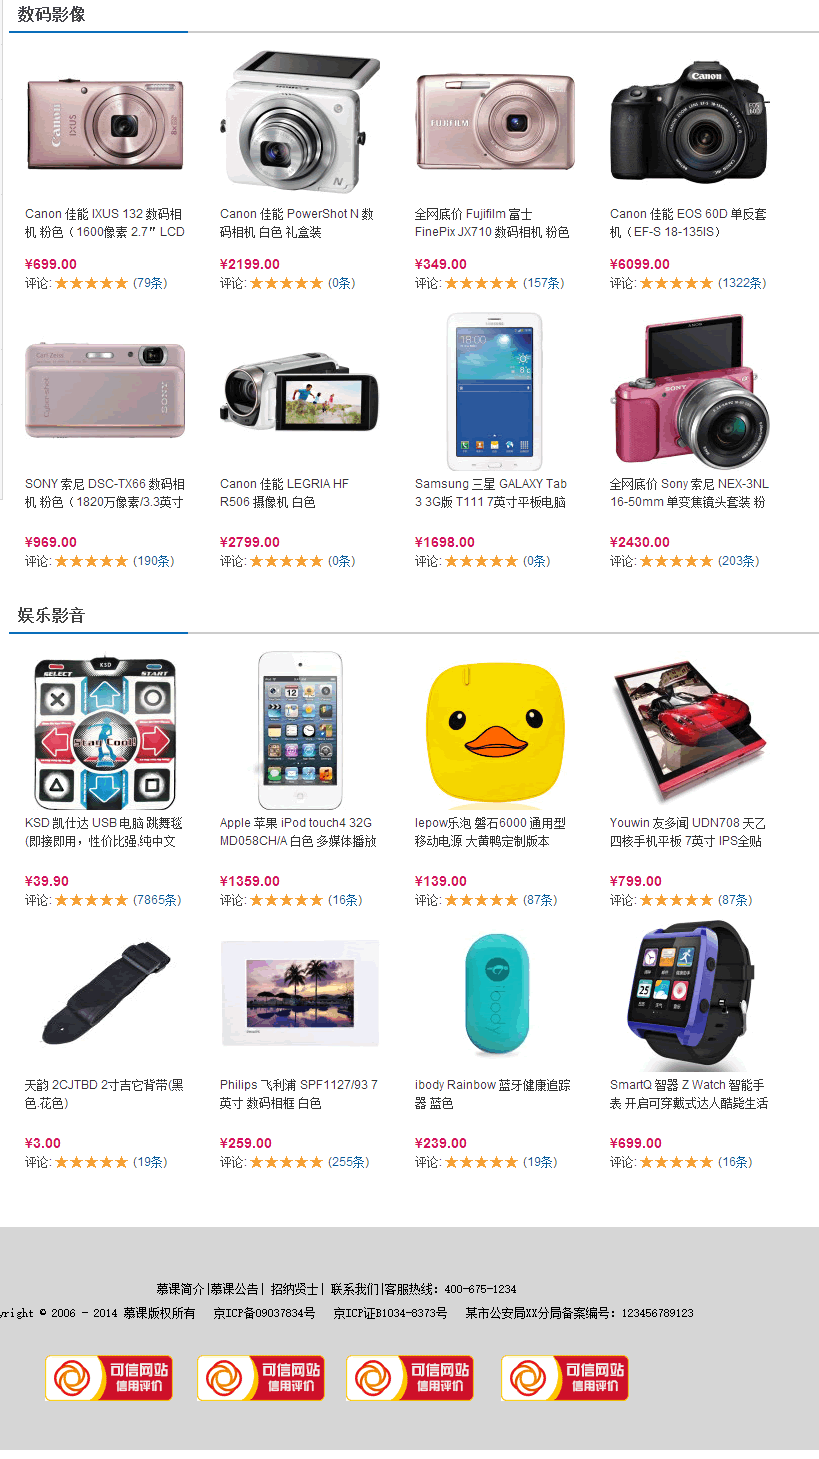 数码影像
Canon 佳能 IXUS 132 数码相
机 粉色（1600像素 2.7″ LCD
Canon 佳能 PowerShot N 数
码相机 白色 礼盒装
全网底价 Fujifilm 富士
FinePix JX710 数码相机 粉色
Canon 佳能 EOS 60D 单反套
机（EF-S 18-135IS）
¥699.00
¥2199.00
¥349.00
¥6099.00
评论: ★★★★★ (79条)
评论: ★★★★★ (0条)
评论: ★★★★★ (157条)
评论: ★★★★★ (1322条)
SONY 索尼 DSC-TX66 数码相
机 粉色（1820万像素/3.3英寸
Canon 佳能 LEGRIA HF
R506 摄像机 白色
Samsung 三星 GALAXY Tab
3 3G版 T111 7英寸平板电脑
全网底价 Sony 索尼 NEX-3NL
16-50mm 单变焦镜头套装 粉
¥969.00
¥2799.00
¥1698.00
¥2430.00
评论: ★★★★★ (190条)
评论: ★★★★★ (0条)
评论: ★★★★★ (0条)
评论: ★★★★★ (203条)
娱乐影音
KSD
SELECT
START
Stay Cool!
KSD 凯仕达 USB 电脑 跳舞毯
(即接即用，性价比强.纯中文
Apple 苹果 iPod touch4 32G
MD058CH/A 白色 多媒体播放
lepow乐泡 磐石6000 通用型
移动电源 大黄鸭定制版本
Youwin 友多闻 UDN708 天乙
四核手机平板 7英寸 IPS全贴
¥39.90
¥1359.00
¥139.00
¥799.00
评论: ★★★★★ (7865条)
评论: ★★★★★ (16条)
评论: ★★★★★ (87条)
评论: ★★★★★ (87条)
ibody
天韵 2CJTBD 2寸吉它背带(黑
色.花色)
Philips 飞利浦 SPF1127/93 7
英寸 数码相框 白色
ibody Rainbow 蓝牙健康追踪
器 蓝色
SmartQ 智器 Z Watch 智能手
表 开启可穿戴式达人酷毙生活
¥3.00
¥259.00
¥239.00
¥699.00
评论: ★★★★★ (19条)
评论: ★★★★★ (255条)
评论: ★★★★★ (19条)
评论: ★★★★★ (16条)
慕课简介|慕课公告| 招纳贤士| 联系我们|客服热线: 400-675-1234
yright © 2006 - 2014 慕课版权所有 京ICP备09037834号 京ICP证B1034-8373号 某市公安局XX分局备案编号: 123456789123
可信网站 可信网站 可信网站 可信网站
信用评价 信用评价 信用评价 信用评价